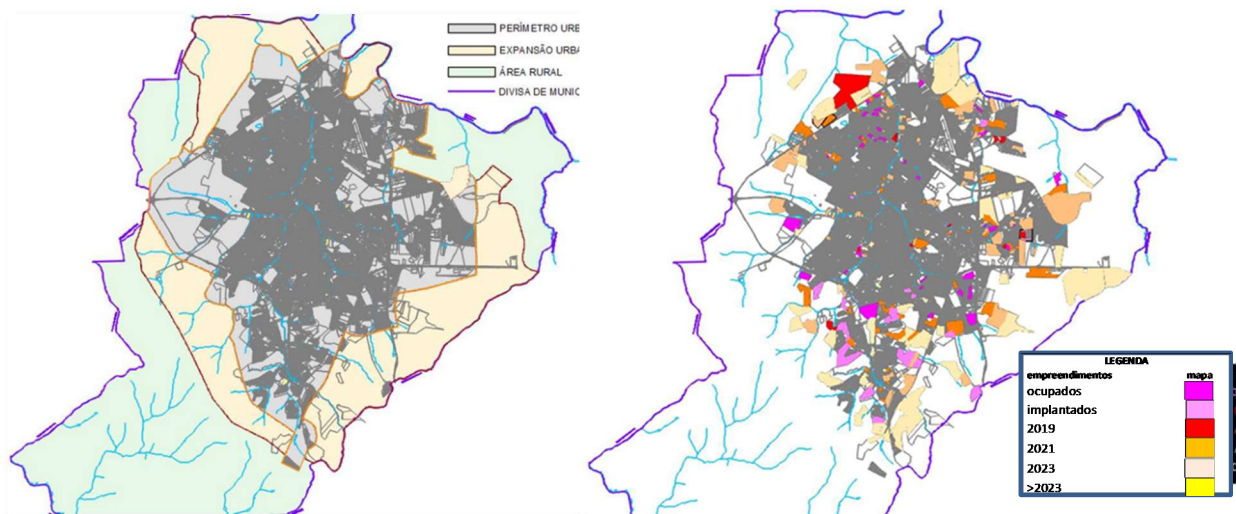 PERÍMETRO URB
EXPANSÃO URBA
ÁREA RURAL
DIVISA DE MUNIC
LEGENDA
empreendimentos mapa
ocupados
implantados
2019
2021
2023
>2023